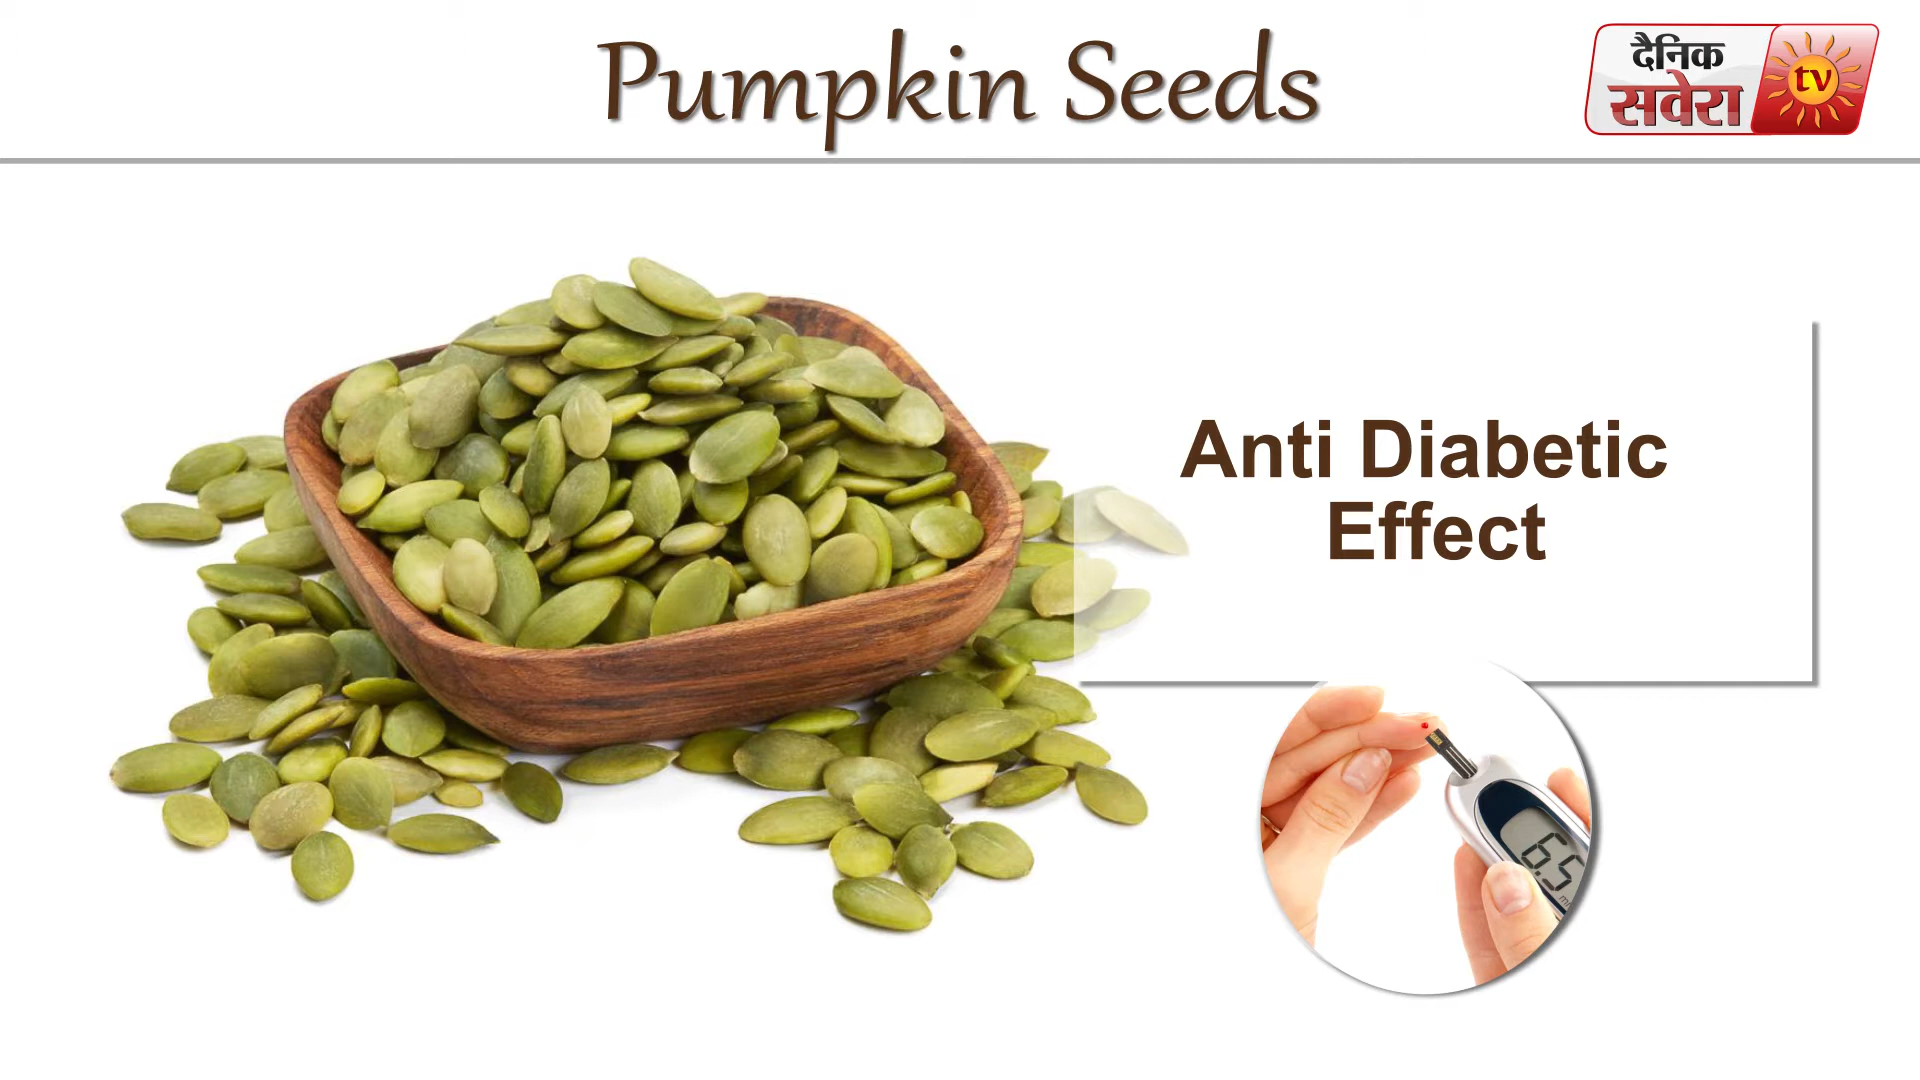 Pumpkin Seeds
दैनिक
सवेरा
tv
Anti Diabetic
Effect
6.5